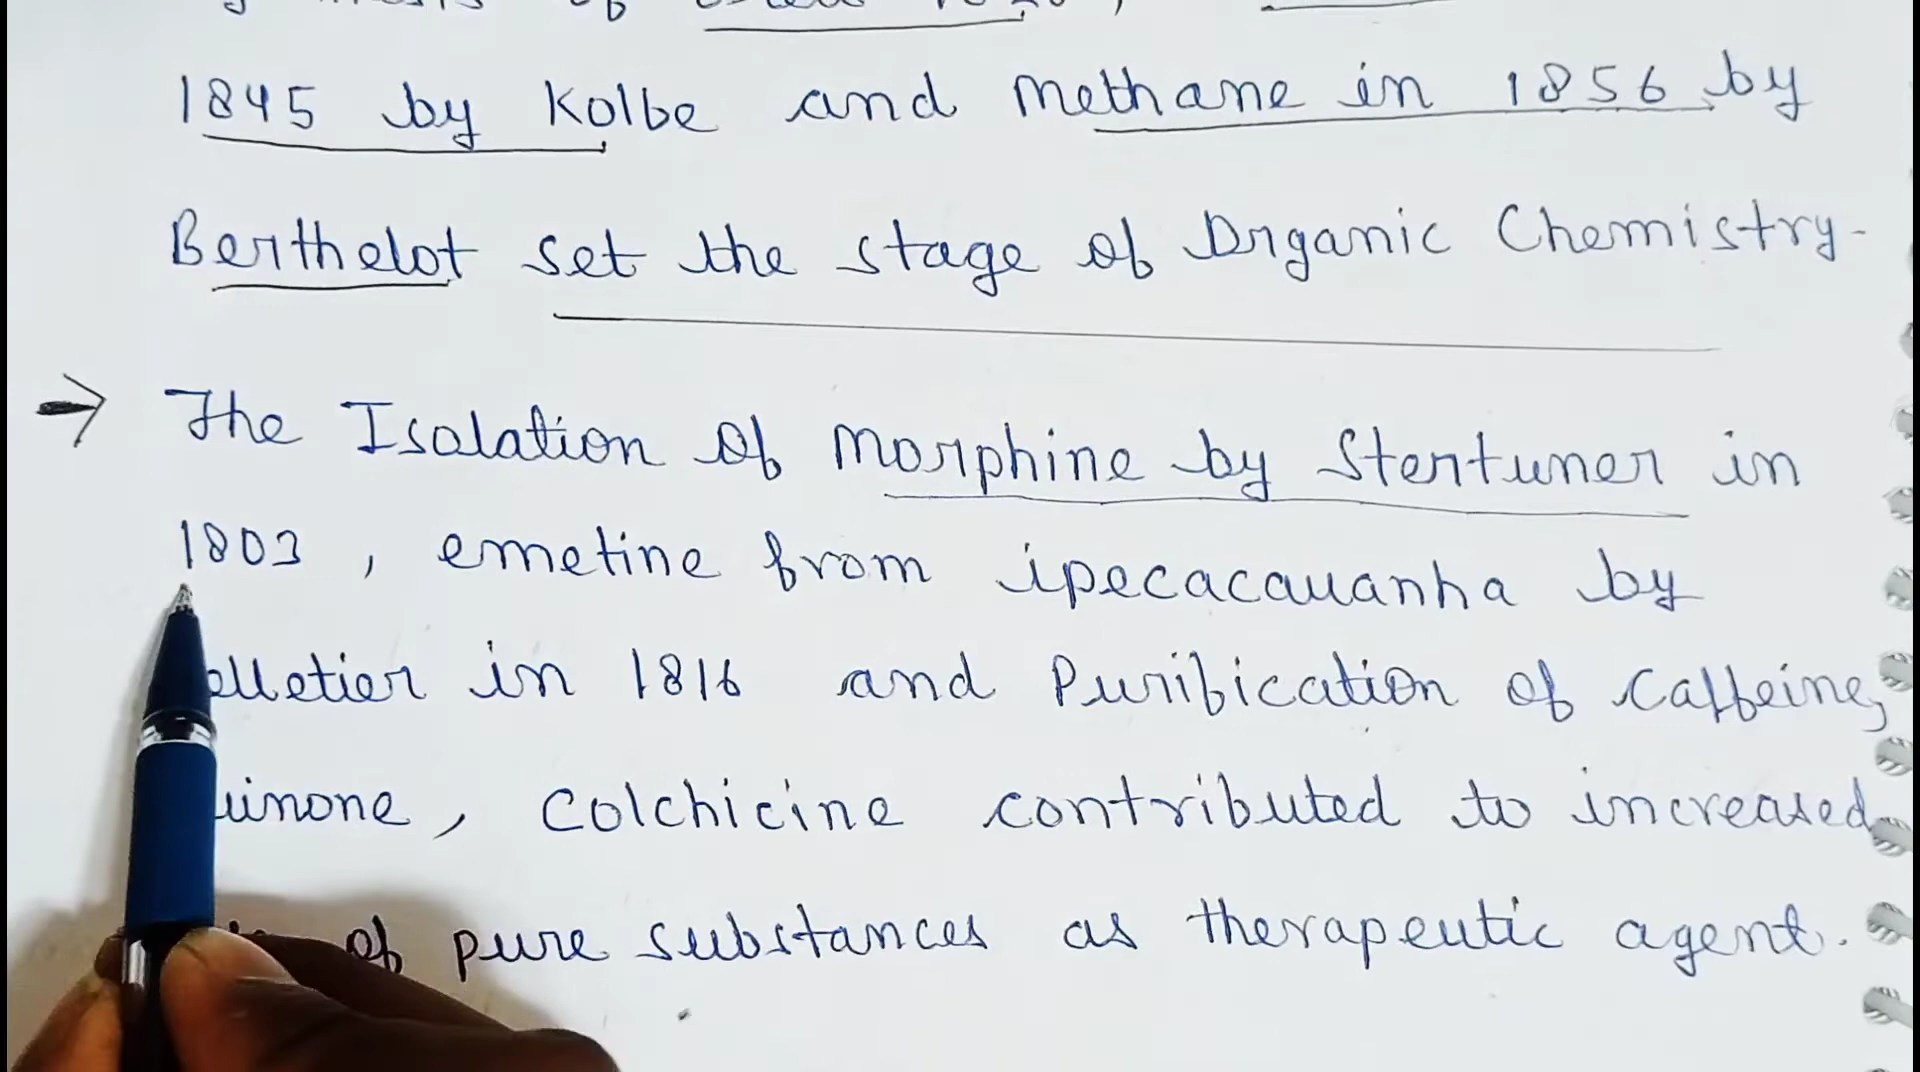 of
1845 by Kolbe and Methane in 1856 by
Berthelot set the stage of Organic Chemistry.
→ The Isolation of Morphine by Stertuner in
1803, emetine from ipecacauanha by
elletier in 1816 and Purification of Caffeine,
uinone, Colchicine contributed to increased
of pure substances as therapeutic agent.